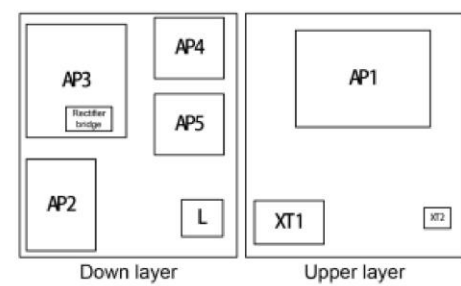 AP4
AP3
Rectifier
bridge
AP5
AP2
L
Down layer
AP1
XT1
XT2
Upper layer